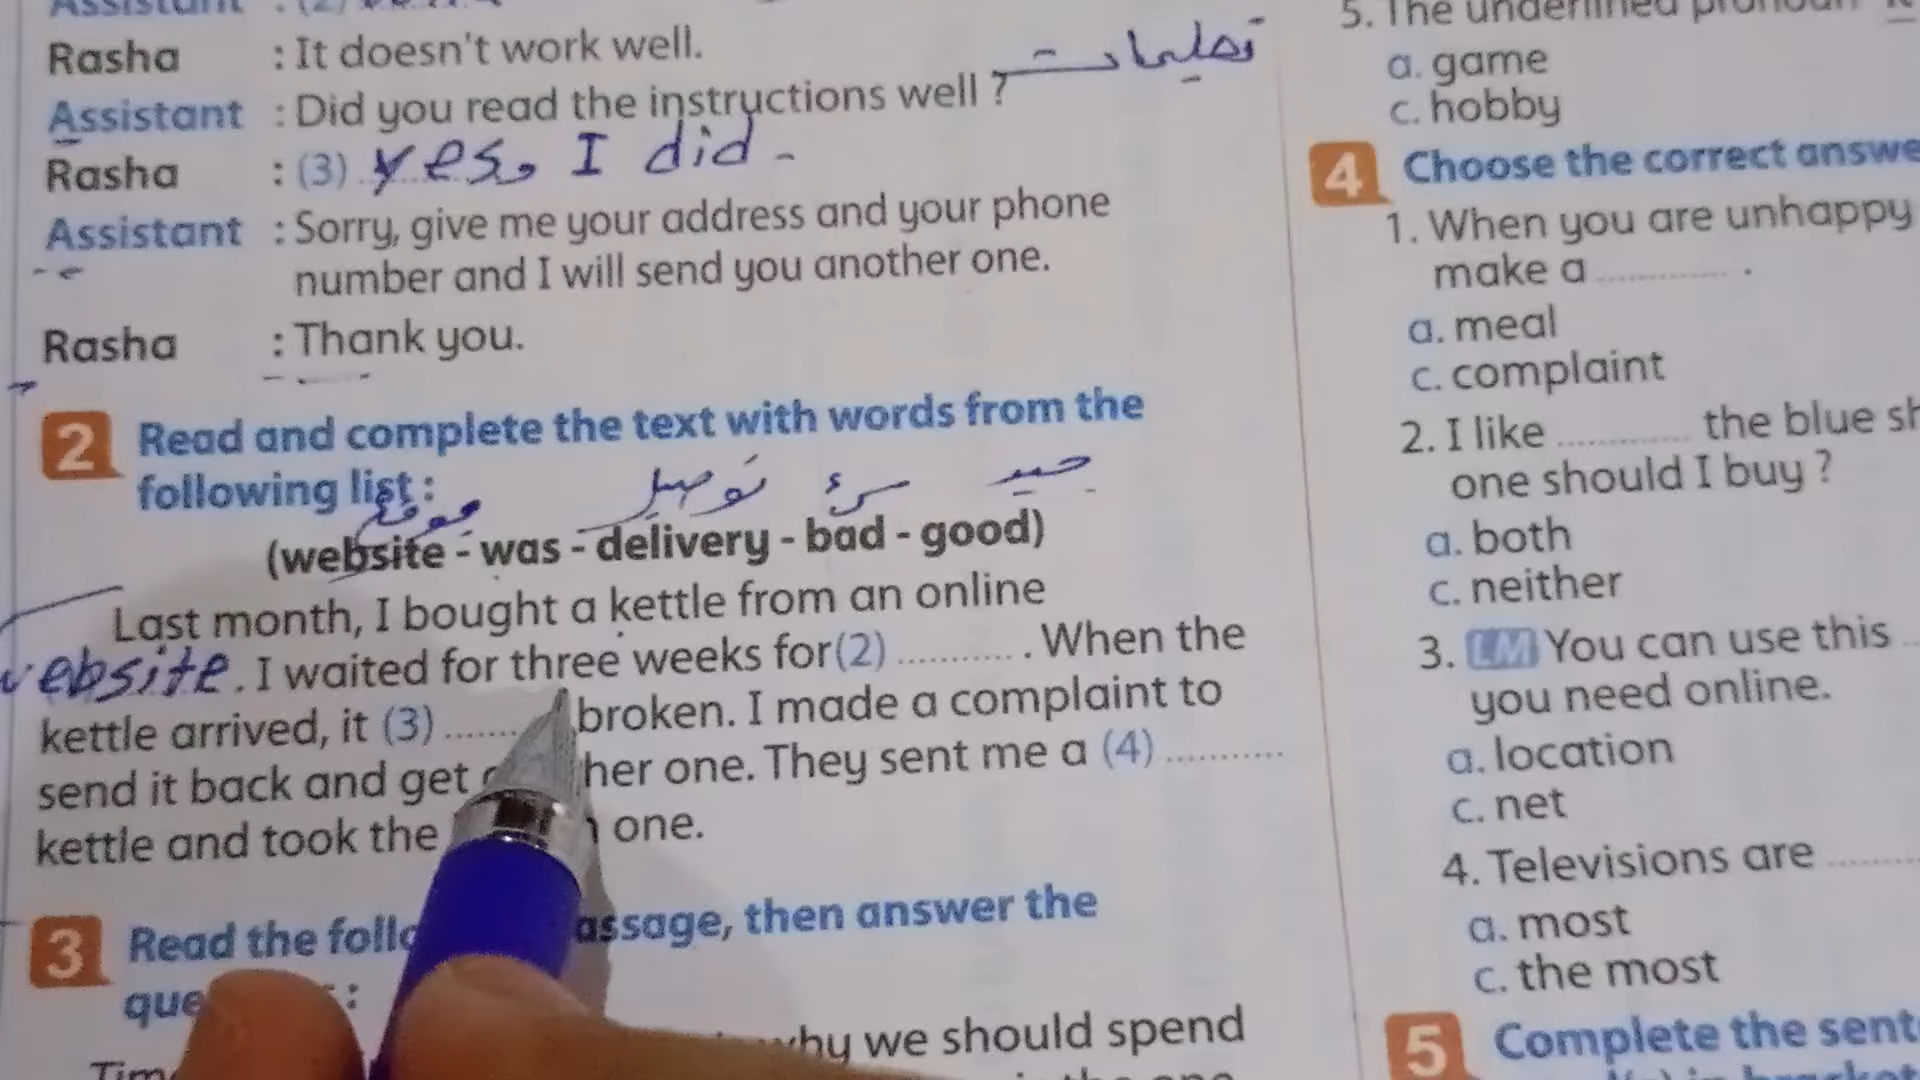 Assistant : (2)
Rasha : It doesn't work well.
تعليمات
Assistant : Did you read the instructions well ?
Rasha : (3) yes, I did.
Assistant : Sorry, give me your address and your phone
number and I will send you another one.
Rasha : Thank you.
2 Read and complete the text with words from the
following list :
موقع توصيل سئ جيد
(website - was - delivery - bad - good)
Last month, I bought a kettle from an online
website. I waited for three weeks for (2) ............ . When the
kettle arrived, it (3) ....... broken. I made a complaint to
send it back and get her one. They sent me a (4) ............
kettle and took the one.
3 Read the assage, then answer the
why we should spend
5. The underlined pronoun
a. game
c. hobby
4 Choose the correct answe
1. When you are unhappy
make a ............ .
a. meal
c. complaint
2. I like ............ the blue sh
one should I buy ?
a. both
c. neither
3. LM You can use this
you need online.
a. location
c. net
4. Televisions are ............
a. most
c. the most
5 Complete the sent